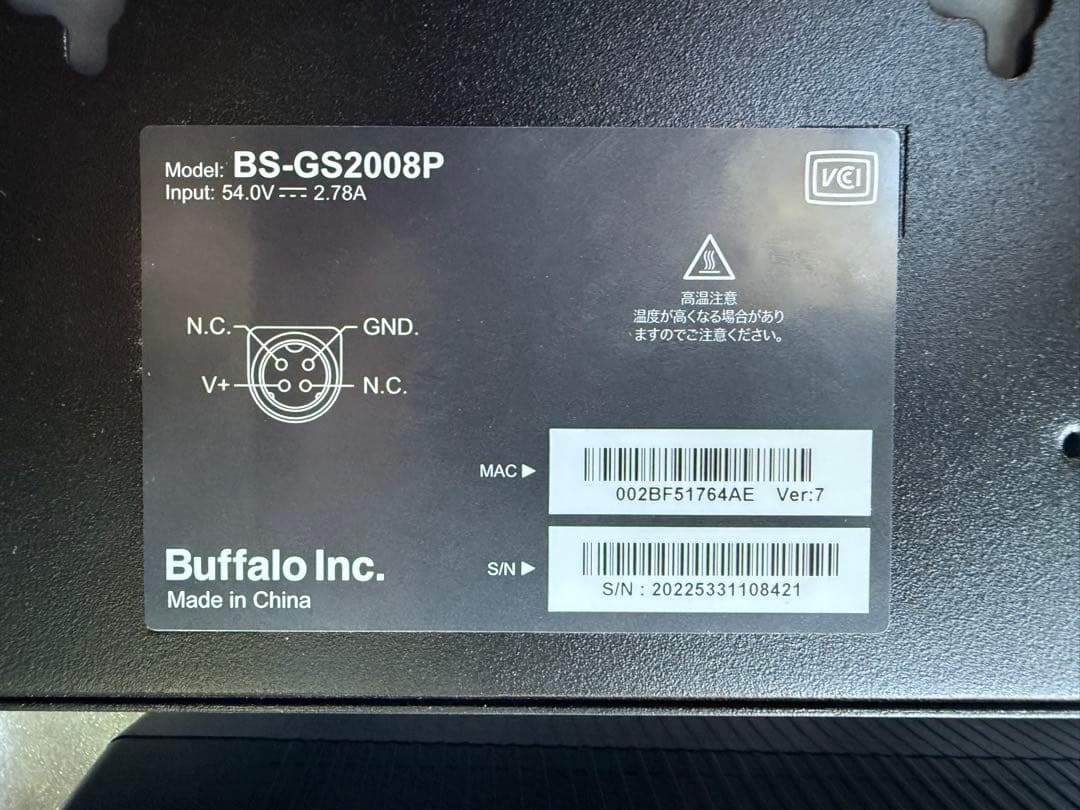 Model: BS-GS2008P
Input: 54.0V⎓2.78A
VCI
高温注意
温度が高くなる場合があり
ますのでご注意ください。
N.C.
GND.
V+
N.C.
MAC▶
002BF51764AE Ver:7
S/N▶
S/N : 20225331108421
Buffalo Inc.
Made in China